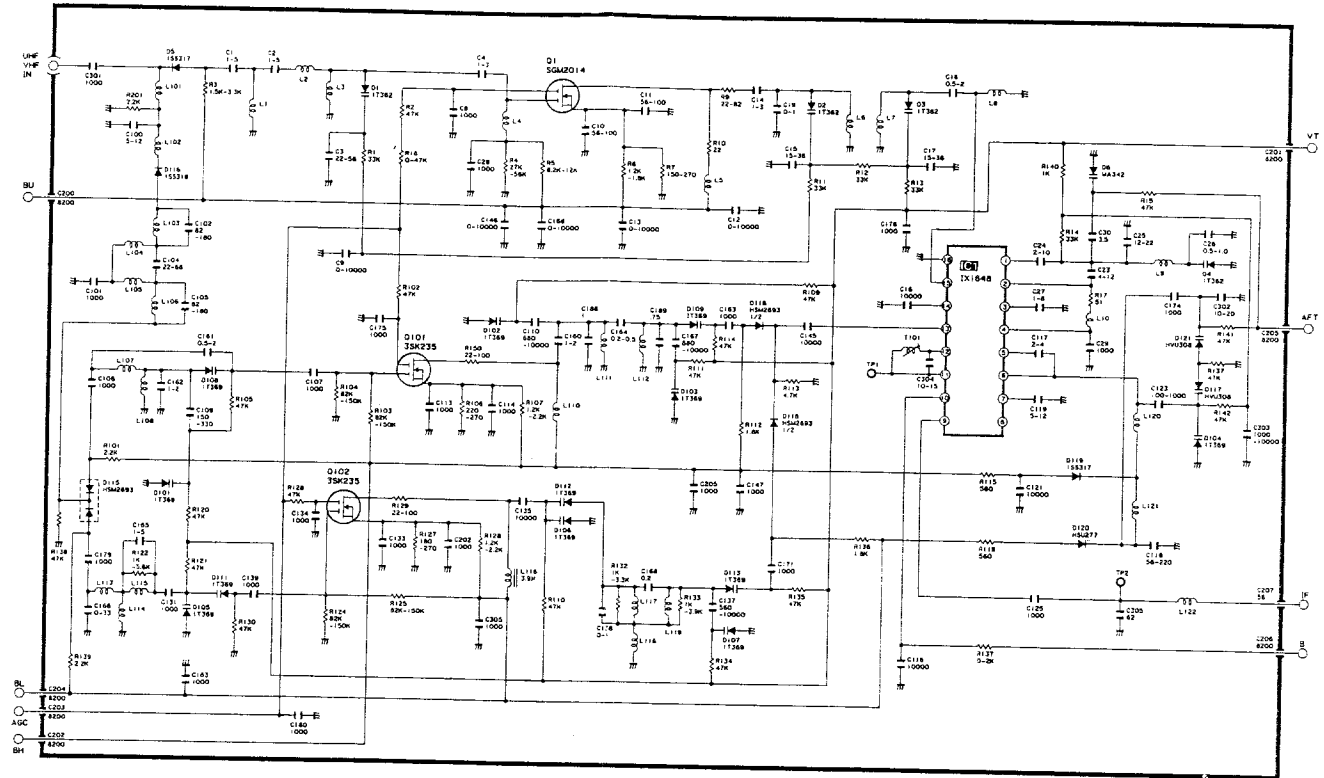 UHF
VHF
IN
C301
1000
D5
1SS317
C1
1-5
C2
1-5
L2
L101
R201
2.2K
R3
1.5K-3.3K
L1
L3
D1
1T362
C100
5-12
L102
D116
1SS318
C3
22-56
R1
33K
R2
47K
R16
0-47K
C4
1-3
C8
1000
L4
Q1
SGM2014
C28
1000
R4
27K
-56K
R5
8.2K-12K
C10
56-100
C11
56-100
R6
1.2K
-1.8K
R7
150-270
R9
22-82
C14
1-3
R10
22
L5
C18
0-1
D2
1T362
C15
15-36
R11
33K
R12
33K
L6
L7
D3
1T362
C17
15-36
R13
33K
L8
C201
8200
VT
BU
C200
8200
C146
0-10000
C166
0-10000
C13
0-10000
C12
0-10000
C176
1000
R140
1K
D6
MA342
R15
47K
R14
33K
C30
3.5
C25
12-22
C26
0.5-1.0
L103
C102
82
-180
L104
C104
22-68
L105
C101
1000
L106
C105
82
-180
C9
0-10000
R102
47K
C175
1000
IC1
IX1648
16
15
14
13
12
11
10
9
1
2
3
4
5
6
7
8
C24
2-10
C23
4-12
C27
1-8
R17
51
L10
C117
2-4
C29
1000
C119
5-12
L9
D4
1T362
C174
1000
C302
10-20
AFT
C205
8200
R141
47K
D121
HVU308
R137
47K
D117
HVU308
R142
47K
C123
100-1000
L120
D104
1T369
C303
1000
-10000
C16
10000
T101
TP1
C304
10-15
C161
0.5-2
L107
C106
1000
L108
C162
1-2
D108
1T369
C109
150
-330
R105
47K
C107
1000
R104
82K
-150K
Q101
3SK235
R150
22-100
R103
82K
-150K
C113
1000
R106
220
-270
C114
1000
R107
1.2K
-2.2K
D102
1T369
C110
680
-10000
C160
1-2
L110
L111
C164
0.2-0.5
L112
C189
75
D109
1T369
C163
1000
R114
47K
C167
680
-10000
R111
47K
D103
1T369
R109
47K
D118
HSM2693
1/2
C145
10000
R113
4.7K
R112
1.8K
R101
2.2K
D115
HSM2693
D101
1T369
R120
47K
C205
1000
C147
1000
R115
560
C121
10000
D119
1SS317
L121
D120
HSU277
C118
56-220
R118
560
R136
1.8K
R138
47K
C165
1-5
R122
1K
-5.6K
C179
1000
L113
L115
C166
0-33
L114
C131
1000
R121
47K
D111
1T369
D105
1T369
C139
1000
R130
47K
R128
47K
C134
1000
Q102
3SK235
R129
22-100
C133
1000
R127
180
-270
C202
1000
R128
1.2K
-2.2K
R124
82K
-150K
R125
82K-150K
C305
1000
C135
10000
D112
1T369
D106
1T369
R110
47K
R132
1K
-3.3K
C168
0.2
L117
L119
R133
1K
L116
D113
1T369
C137
560
-10000
D107
1T369
R134
47K
C171
1000
R135
47K
TP2
C125
1000
C305
62
L122
C207
56
IF
C206
8200
B
R137
0-2K
C116
10000
R139
2.2K
C163
1000
BL
C204
8200
C203
8200
AGC
C202
8200
BH
C180
1000